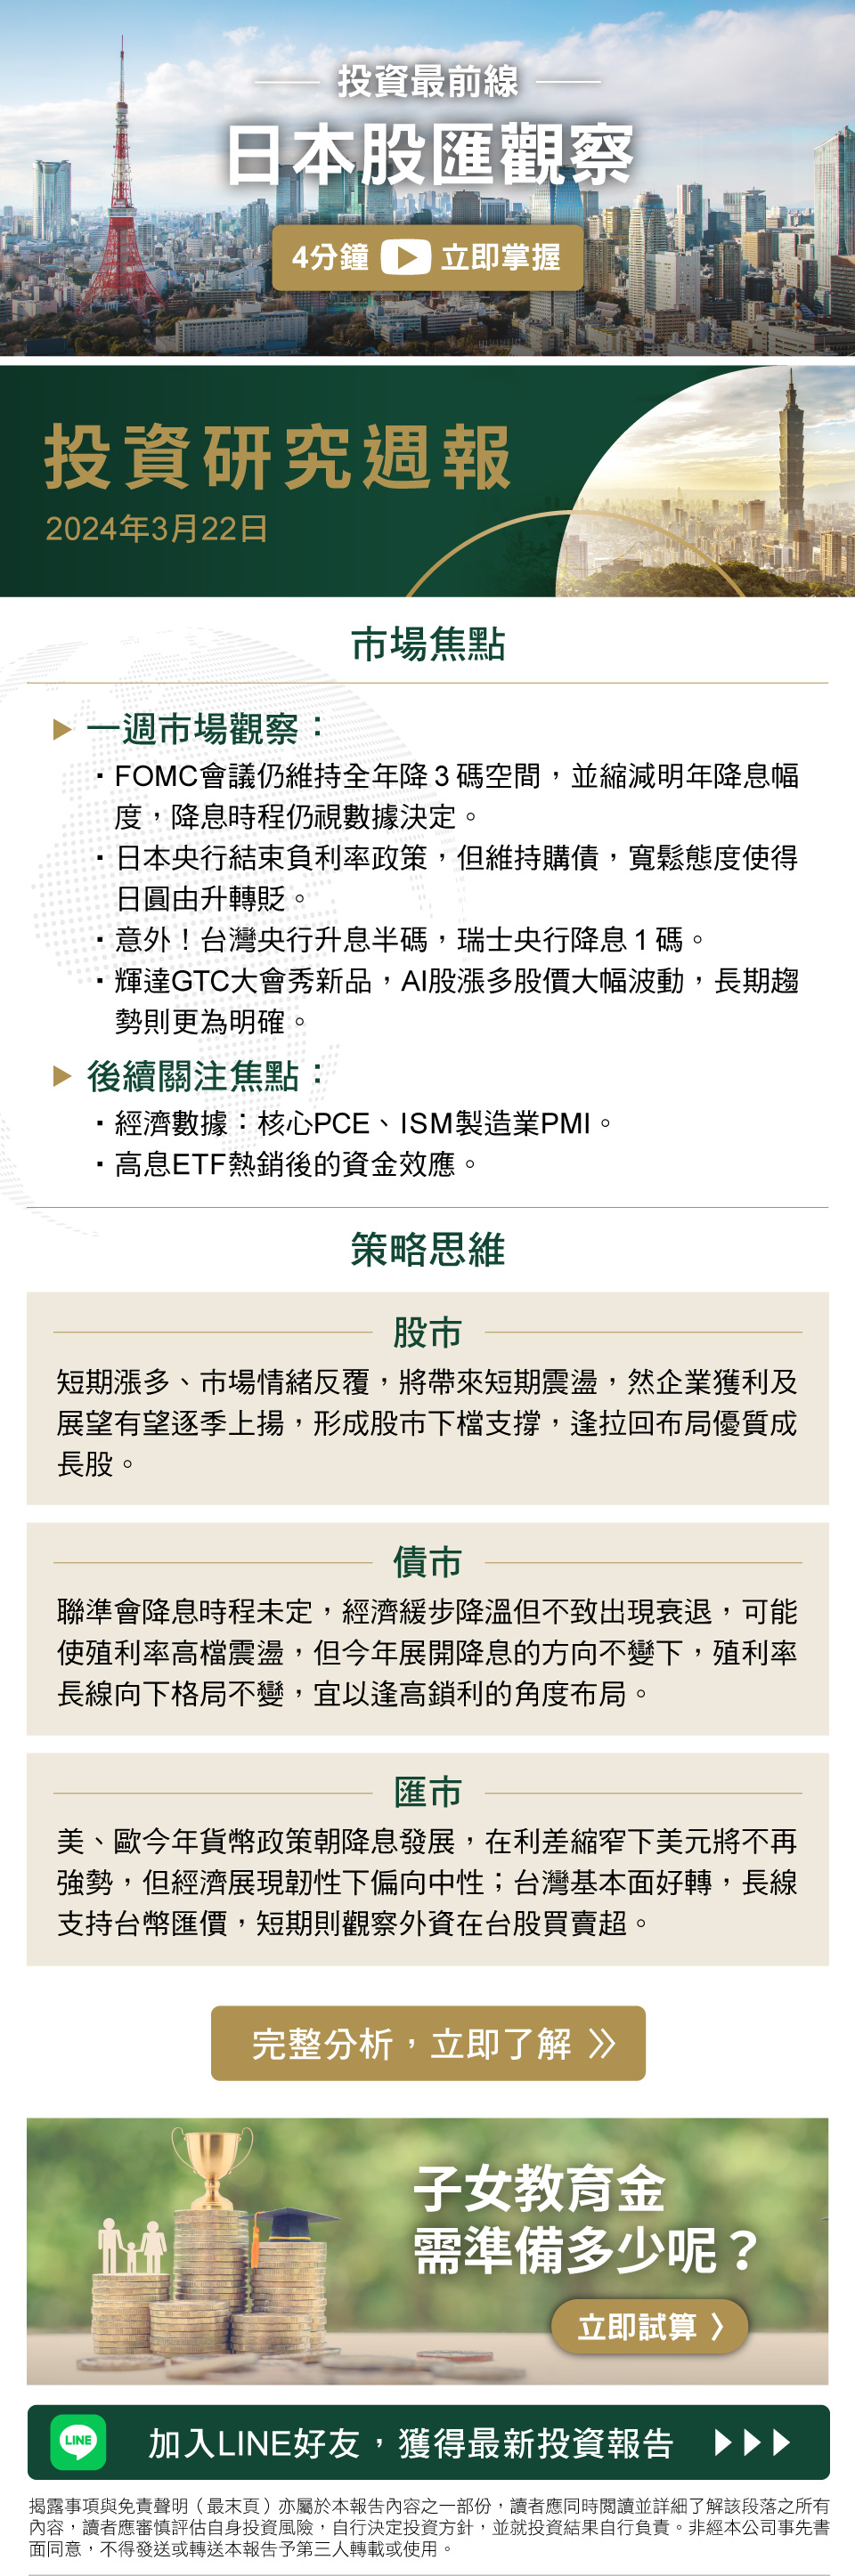 投資最前線
日本股匯觀察
4分鐘 立即掌握
投資研究週報
2024年3月22日
市場焦點
一週市場觀察：
・FOMC會議仍維持全年降3碼空間，並縮減明年降息幅
度，降息時程仍視數據決定。
・日本央行結束負利率政策，但維持購債，寬鬆態度使得
日圓由升轉貶。
・意外！台灣央行升息半碼，瑞士央行降息1碼。
・輝達GTC大會秀新品，AI股漲多股價大幅波動，長期趨
勢則更為明確。
後續關注焦點：
・經濟數據：核心PCE、ISM製造業PMI。
・高息ETF熱銷後的資金效應。
策略思維
股市
短期漲多、市場情緒反覆，將帶來短期震盪，然企業獲利及
展望有望逐季上揚，形成股市下檔支撐，逢拉回布局優質成
長股。
債市
聯準會降息時程未定，經濟緩步降溫但不致出現衰退，可能
使殖利率高檔震盪，但今年展開降息的方向不變下，殖利率
長線向下格局不變，宜以逢高鎖利的角度布局。
匯市
美、歐今年貨幣政策朝降息發展，在利差縮窄下美元將不再
強勢，但經濟展現韌性下偏向中性；台灣基本面好轉，長線
支持台幣匯價，短期則觀察外資在台股買賣超。
完整分析，立即了解
子女教育金
需準備多少呢？
立即試算
LINE 加入LINE好友，獲得最新投資報告
揭露事項與免責聲明（最末頁）亦屬於本報告內容之一部份，讀者應同時閱讀並詳細了解該段落之所有
內容，讀者應審慎評估自身投資風險，自行決定投資方針，並就投資結果自行負責。非經本公司事先書
面同意，不得發送或轉送本報告予第三人轉載或使用。